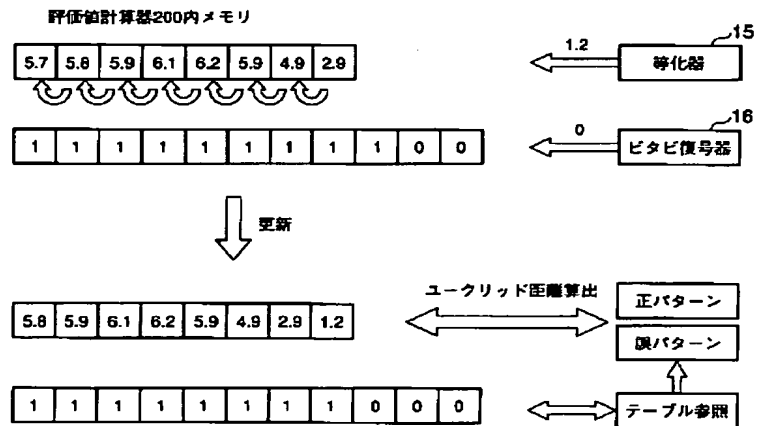 評価値計算器200内メモリ
5.7 5.8 5.9 6.1 6.2 5.9 4.9 2.9
1.2
等化器
15
1 1 1 1 1 1 1 1 1 0 0
0
ビタビ復号器
16
更新
5.8 5.9 6.1 6.2 5.9 4.9 2.9 1.2
ユークリッド距離算出
正パターン
誤パターン
1 1 1 1 1 1 1 1 0 0 0
テーブル参照